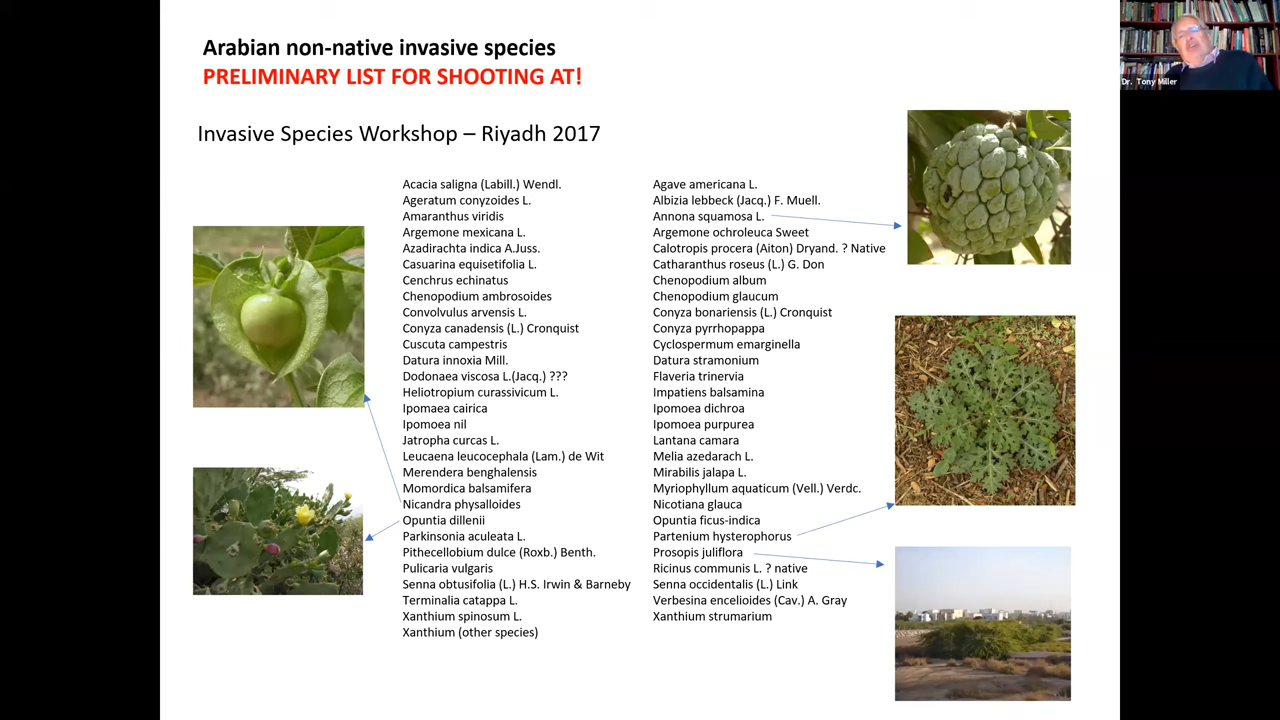 Arabian non-native invasive species
PRELIMINARY LIST FOR SHOOTING AT!
Invasive Species Workshop – Riyadh 2017
Acacia saligna (Labill.) Wendl.
Ageratum conyzoides L.
Amaranthus viridis
Argemone mexicana L.
Azadirachta indica A.Juss.
Casuarina equisetifolia L.
Cenchrus echinatus
Chenopodium ambrosoides
Convolvulus arvensis L.
Conyza canadensis (L.) Cronquist
Cuscuta campestris
Datura innoxia Mill.
Dodonaea viscosa L.(Jacq.) ???
Heliotropium curassivicum L.
Ipomaea cairica
Ipomoea nil
Jatropha curcas L.
Leucaena leucocephala (Lam.) de Wit
Merendera benghalensis
Momordica balsamifera
Nicandra physalloides
Opuntia dillenii
Parkinsonia aculeata L.
Pithecellobium dulce (Roxb.) Benth.
Pulicaria vulgaris
Senna obtusifolia (L.) H.S. Irwin & Barneby
Terminalia catappa L.
Xanthium spinosum L.
Xanthium (other species)
Agave americana L.
Albizia lebbeck (Jacq.) F. Muell.
Annona squamosa L.
Argemone ochroleuca Sweet
Calotropis procera (Aiton) Dryand. ? Native
Catharanthus roseus (L.) G. Don
Chenopodium album
Chenopodium glaucum
Conyza bonariensis (L.) Cronquist
Conyza pyrrhopappa
Cyclospermum emarginella
Datura stramonium
Flaveria trinervia
Impatiens balsamina
Ipomoea dichroa
Ipomoea purpurea
Lantana camara
Melia azedarach L.
Mirabilis jalapa L.
Myriophyllum aquaticum (Vell.) Verdc.
Nicotiana glauca
Opuntia ficus-indica
Partenium hysterophorus
Prosopis juliflora
Ricinus communis L. ? native
Senna occidentalis (L.) Link
Verbesina encelioides (Cav.) A. Gray
Xanthium strumarium
Dr. Tony Miller